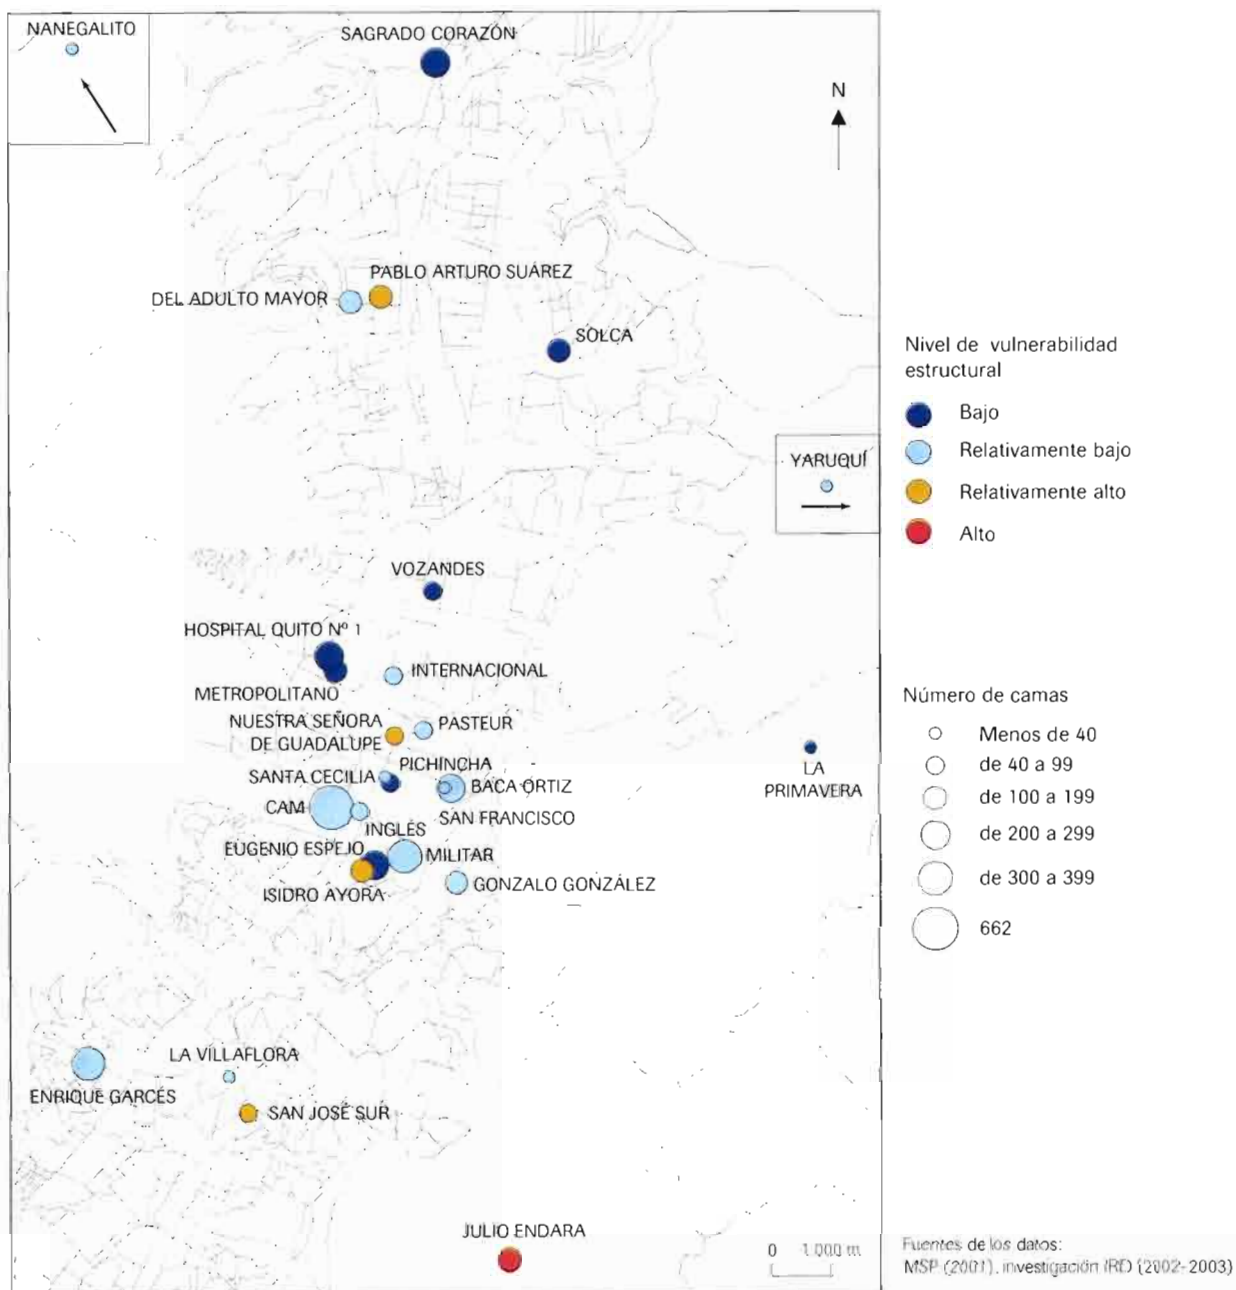 NANEGALITO
SAGRADO CORAZÓN
N
PABLO ARTURO SUÁREZ
DEL ADULTO MAYOR
SOLCA
YARUQUÍ
VOZANDES
HOSPITAL QUITO Nº 1
INTERNACIONAL
METROPOLITANO
NUESTRA SEÑORA
DE GUADALUPE
PASTEUR
PICHINCHA
SANTA CECILIA
BACA ORTIZ
CAM
SAN FRANCISCO
INGLÉS
EUGENIO ESPEJO
MILITAR
ISIDRO AYORA
GONZALO GONZÁLEZ
LA
PRIMAVERA
LA VILLAFLORA
ENRIQUE GARCÉS
SAN JOSÉ SUR
JULIO ENDARA
0 1.000 m
Nivel de vulnerabilidad
estructural
Bajo
Relativamente bajo
Relativamente alto
Alto
Número de camas
Menos de 40
de 40 a 99
de 100 a 199
de 200 a 299
de 300 a 399
662
Fuentes de los datos:
MSP (2001), investigación IRD (2002-2003)